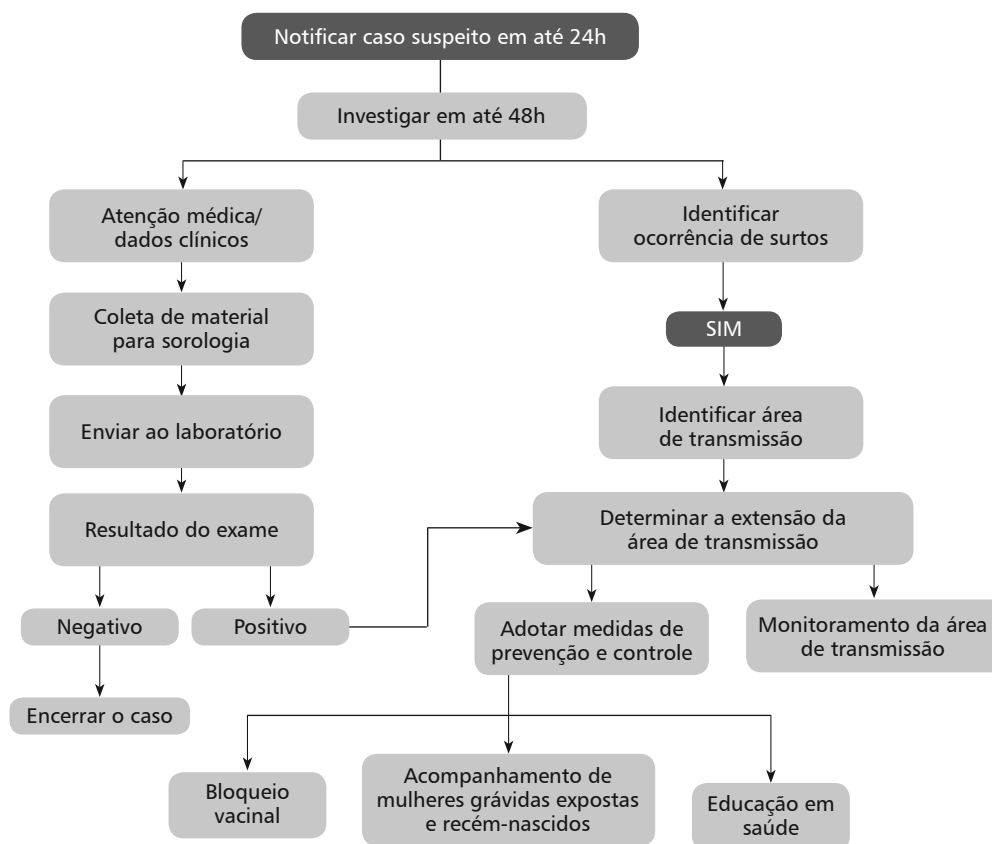 Notificar caso suspeito em até 24h
Investigar em até 48h
Atenção médica/
dados clínicos
Identificar
ocorrência de surtos
Coleta de material
para sorologia
SIM
Enviar ao laboratório
Identificar área
de transmissão
Resultado do exame
Determinar a extensão da
área de transmissão
Negativo
Positivo
Adotar medidas de
prevenção e controle
Monitoramento da área
de transmissão
Encerrar o caso
Bloqueio
vacinal
Acompanhamento de
mulheres grávidas expostas
e recém-nascidos
Educação em
saúde